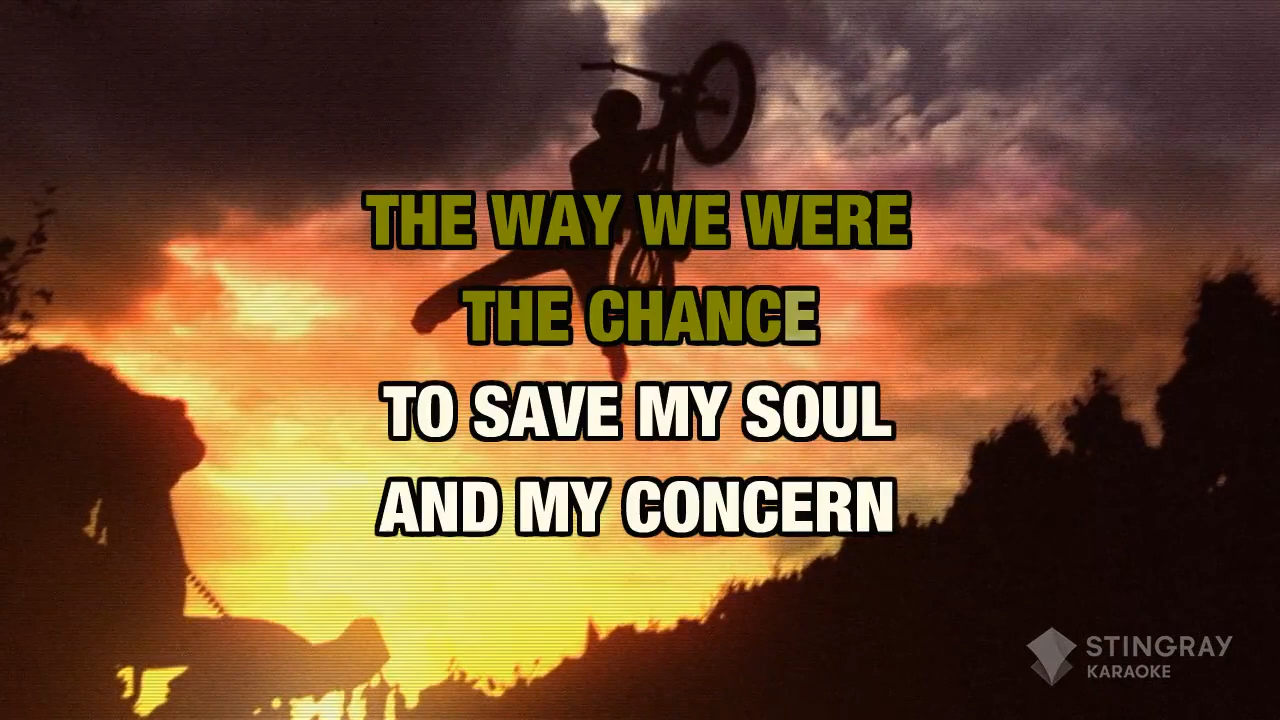 THE WAY WE WERE
THE CHANCE
TO SAVE MY SOUL
AND MY CONCERN
STINGRAY
KARAOKE